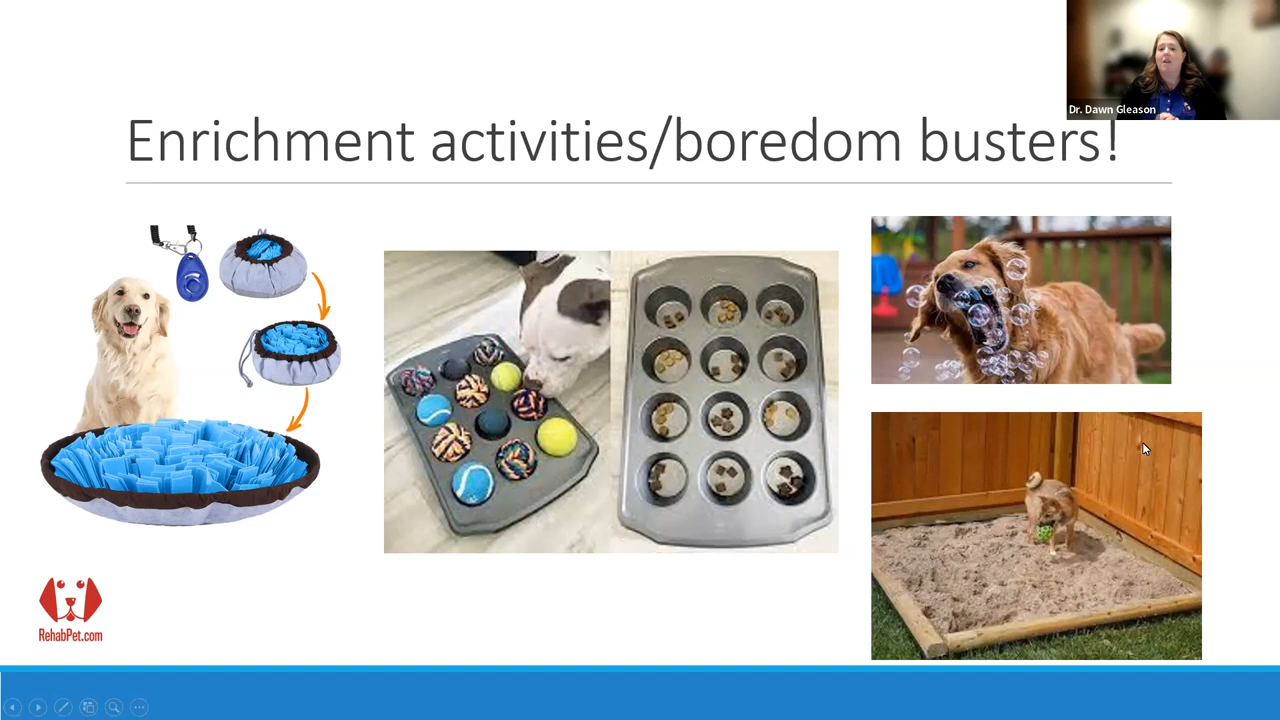 Dr. Dawn Gleason
Enrichment activities/boredom busters!
RehabPet.com